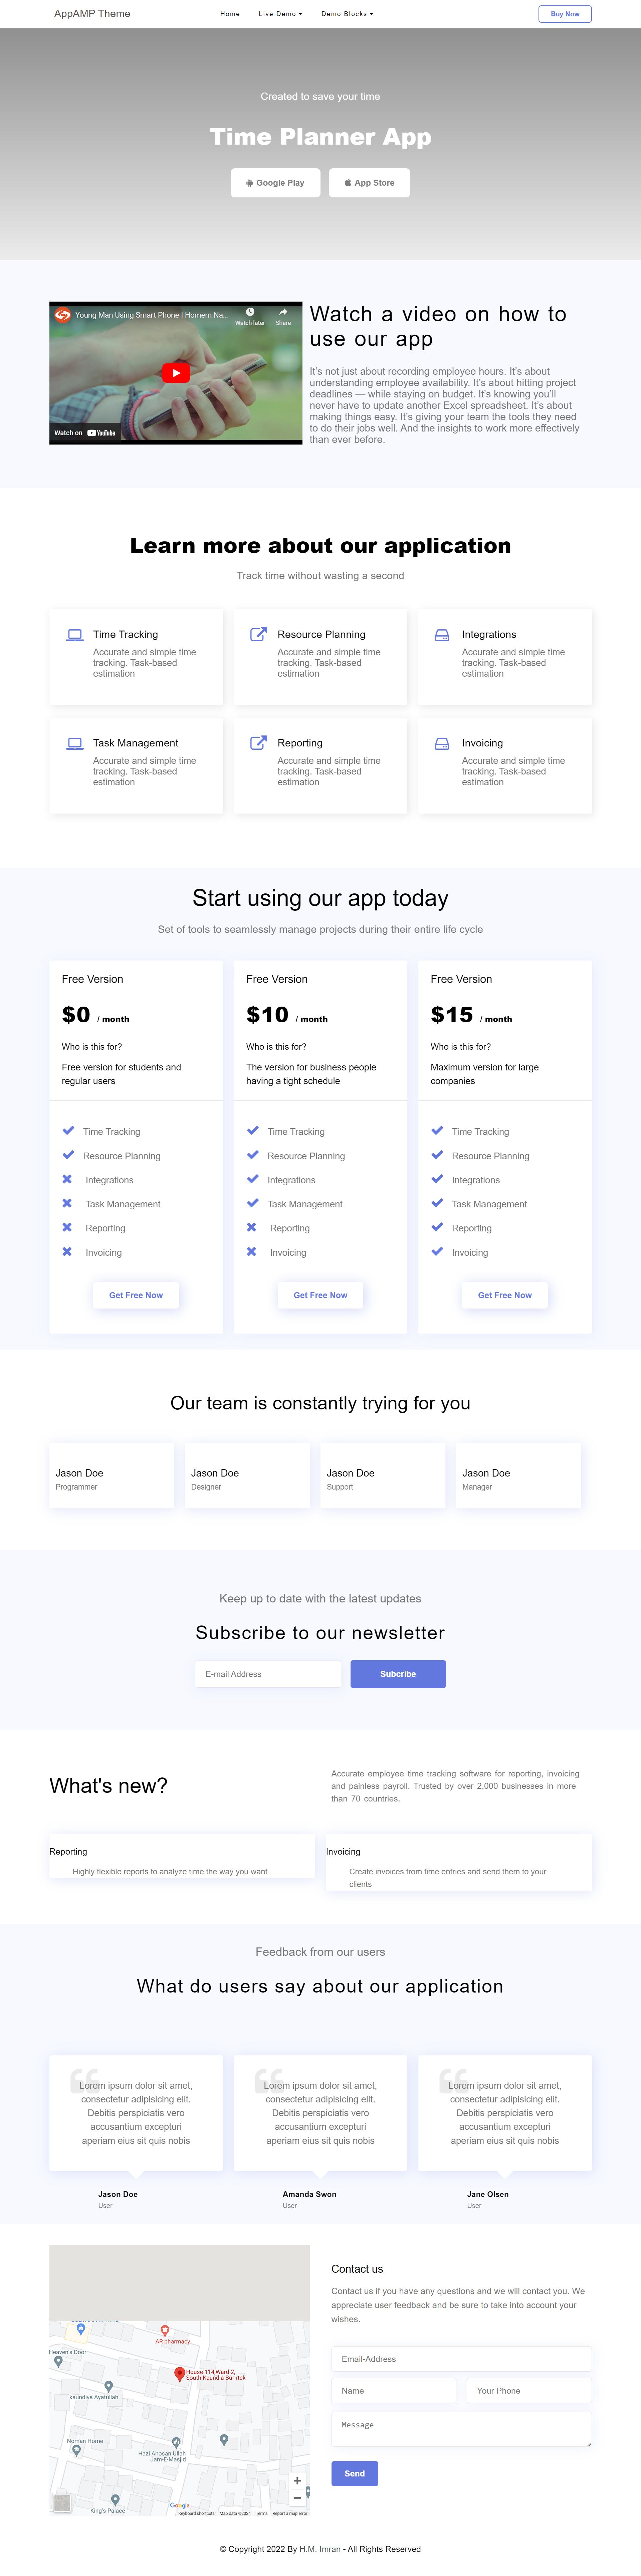 AppAMP Theme
Home
Live Demo
Demo Blocks
Buy Now
Created to save your time
Time Planner App
Google Play
App Store
Young Man Using Smart Phone I Homem Na...
Watch later
Share
Watch on YouTube
Watch a video on how to
use our app
It's not just about recording employee hours. It's about
understanding employee availability. It's about hitting project
deadlines — while staying on budget. It's knowing you'll
never have to update another Excel spreadsheet. It's about
making things easy. It's giving your team the tools they need
to do their jobs well. And the insights to work more effectively
than ever before.
Learn more about our application
Track time without wasting a second
Time Tracking
Accurate and simple time
tracking. Task-based
estimation
Resource Planning
Accurate and simple time
tracking. Task-based
estimation
Integrations
Accurate and simple time
tracking. Task-based
estimation
Task Management
Accurate and simple time
tracking. Task-based
estimation
Reporting
Accurate and simple time
tracking. Task-based
estimation
Invoicing
Accurate and simple time
tracking. Task-based
estimation
Start using our app today
Set of tools to seamlessly manage projects during their entire life cycle
Free Version
$0 / month
Who is this for?
Free version for students and
regular users
Time Tracking
Resource Planning
Integrations
Task Management
Reporting
Invoicing
Get Free Now
Free Version
$10 / month
Who is this for?
The version for business people
having a tight schedule
Time Tracking
Resource Planning
Integrations
Task Management
Reporting
Invoicing
Get Free Now
Free Version
$15 / month
Who is this for?
Maximum version for large
companies
Time Tracking
Resource Planning
Integrations
Task Management
Reporting
Invoicing
Get Free Now
Our team is constantly trying for you
Jason Doe
Programmer
Jason Doe
Designer
Jason Doe
Support
Jason Doe
Manager
Keep up to date with the latest updates
Subscribe to our newsletter
E-mail Address
Subcribe
What's new?
Accurate employee time tracking software for reporting, invoicing
and painless payroll. Trusted by over 2,000 businesses in more
than 70 countries.
Reporting
Highly flexible reports to analyze time the way you want
Invoicing
Create invoices from time entries and send them to your
clients
Feedback from our users
What do users say about our application
Lorem ipsum dolor sit amet,
consectetur adipisicing elit.
Debitis perspiciatis vero
accusantium excepturi
aperiam eius sit quis nobis
Jason Doe
User
Lorem ipsum dolor sit amet,
consectetur adipisicing elit.
Debitis perspiciatis vero
accusantium excepturi
aperiam eius sit quis nobis
Amanda Swon
User
Lorem ipsum dolor sit amet,
consectetur adipisicing elit.
Debitis perspiciatis vero
accusantium excepturi
aperiam eius sit quis nobis
Jane Olsen
User
AR pharmacy
Heaven's Door
House-114,Ward-2,
South Kaundia Burirtek
kaundiya Ayatullah
Noman Home
Hazi Ahosan Ullah
Jam-E-Masjid
King's Palace
Google
Keyboard shortcuts
Map data ©2024
Terms
Report a map error
Contact us
Contact us if you have any questions and we will contact you. We
appreciate user feedback and be sure to take into account your
wishes.
Email-Address
Name
Your Phone
Message
Send
© Copyright 2022 By H.M. Imran - All Rights Reserved